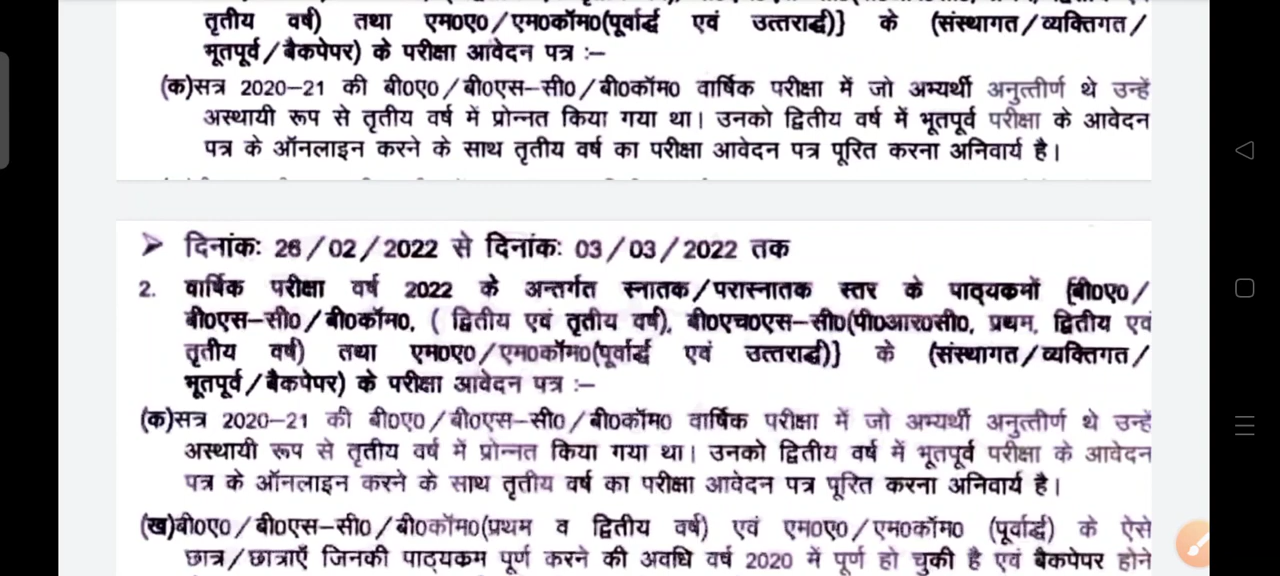 तृतीय वर्ष) तथा एम0ए0/एम0कॉम0(पूर्वार्द्ध एवं उत्तरार्द्ध)} के (संस्थागत/व्यक्तिगत/
भूतपूर्व/बैकपेपर) के परीक्षा आवेदन पत्र :–
(क)सत्र 2020–21 की बी0ए0/बी0एस–सी0/बी0कॉम0 वार्षिक परीक्षा में जो अभ्यर्थी अनुत्तीर्ण थे उन्हें
अस्थायी रूप से तृतीय वर्ष में प्रोन्नत किया गया था। उनको द्वितीय वर्ष में भूतपूर्व परीक्षा के आवेदन
पत्र के ऑनलाइन करने के साथ तृतीय वर्ष का परीक्षा आवेदन पत्र पूरित करना अनिवार्य है।
➤ दिनांकः 26/02/2022 से दिनांकः 03/03/2022 तक
2. वार्षिक परीक्षा वर्ष 2022 के अन्तर्गत स्नातक/परास्नातक स्तर के पाठ्यकमों {बी0ए0/
बी0एस–सी0/बी0कॉम0, ( द्वितीय एवं तृतीय वर्ष), बी0एच0एस–सी0(पी0आर0सी0, प्रथम, द्वितीय एवं
तृतीय वर्ष) तथा एम0ए0/एम0कॉम0(पूर्वार्द्ध एवं उत्तरार्द्ध)} के (संस्थागत/व्यक्तिगत/
भूतपूर्व/बैकपेपर) के परीक्षा आवेदन पत्र :–
(क)सत्र 2020–21 की बी0ए0/बी0एस–सी0/बी0कॉम0 वार्षिक परीक्षा में जो अभ्यर्थी अनुत्तीर्ण थे उन्हें
अस्थायी रूप से तृतीय वर्ष में प्रोन्नत किया गया था। उनको द्वितीय वर्ष में भूतपूर्व परीक्षा के आवेदन
पत्र के ऑनलाइन करने के साथ तृतीय वर्ष का परीक्षा आवेदन पत्र पूरित करना अनिवार्य है।
(ख)बी0ए0/बी0एस–सी0/बी0कॉम0(प्रथम व द्वितीय वर्ष) एवं एम0ए0/एम0कॉम0 (पूर्वार्द्ध) के ऐसे
छात्र/छात्राएँ जिनकी पाठ्यकम पूर्ण करने की अवधि वर्ष 2020 में पूर्ण हो चुकी है एवं बैकपेपर होने